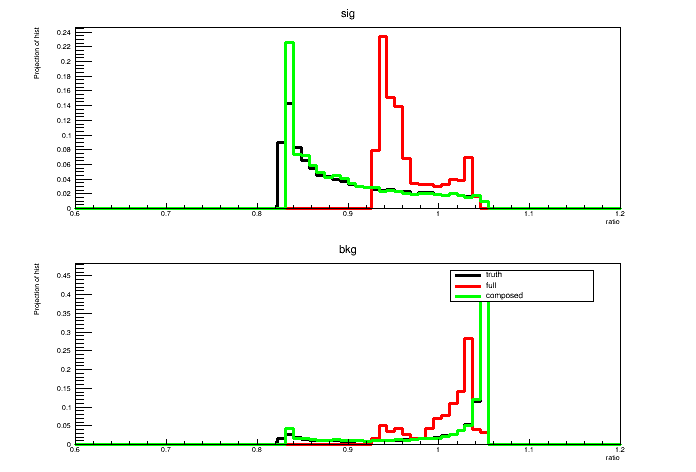 sig
Projection of hist
0.24
0.22
0.2
0.18
0.16
0.14
0.12
0.1
0.08
0.06
0.04
0.02
0
0.6 0.7 0.8 0.9 1.0 1.1 1.2
ratio
bkg
Projection of hist
0.45
0.4
0.35
0.3
0.25
0.2
0.15
0.1
0.05
0
0.6 0.7 0.8 0.9 1.0 1.1 1.2
ratio
truth
full
composed